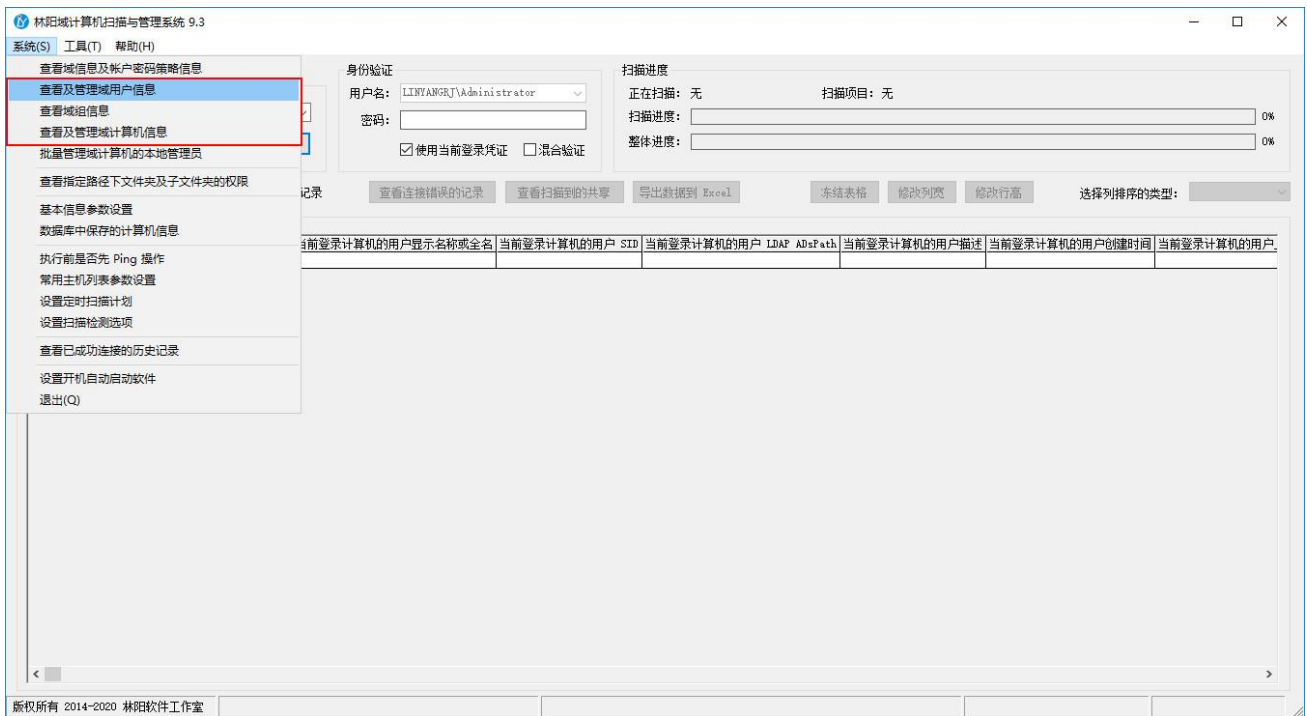 林阳域计算机扫描与管理系统 9.3
系统(S) 工具(T) 帮助(H)
查看域信息及帐户密码策略信息
查看及管理域用户信息
查看域组信息
查看及管理域计算机信息
批量管理域计算机的本地管理员
查看指定路径下文件夹及子文件夹的权限
基本信息参数设置
数据库中保存的计算机信息
执行前是否先 Ping 操作
常用主机列表参数设置
设置定时扫描计划
设置扫描检测选项
查看已成功连接的历史记录
设置开机自动启动软件
退出(Q)
身份验证
用户名: LINYANGRJ\Administrator
密码:
使用当前登录凭证 混合验证
扫描进度
正在扫描: 无 扫描项目: 无
扫描进度: 0%
整体进度: 0%
记录 查看连接错误的记录 查看扫描到的共享 导出数据到 Excel 冻结表格 修改列宽 修改行高 选择列排序的类型:
当前登录计算机的用户显示名称或全名 当前登录计算机的用户 SID 当前登录计算机的用户 LDAP ADsPath 当前登录计算机的用户描述 当前登录计算机的用户创建时间 当前登录计算机的用户
版权所有 2014-2020 林阳软件工作室